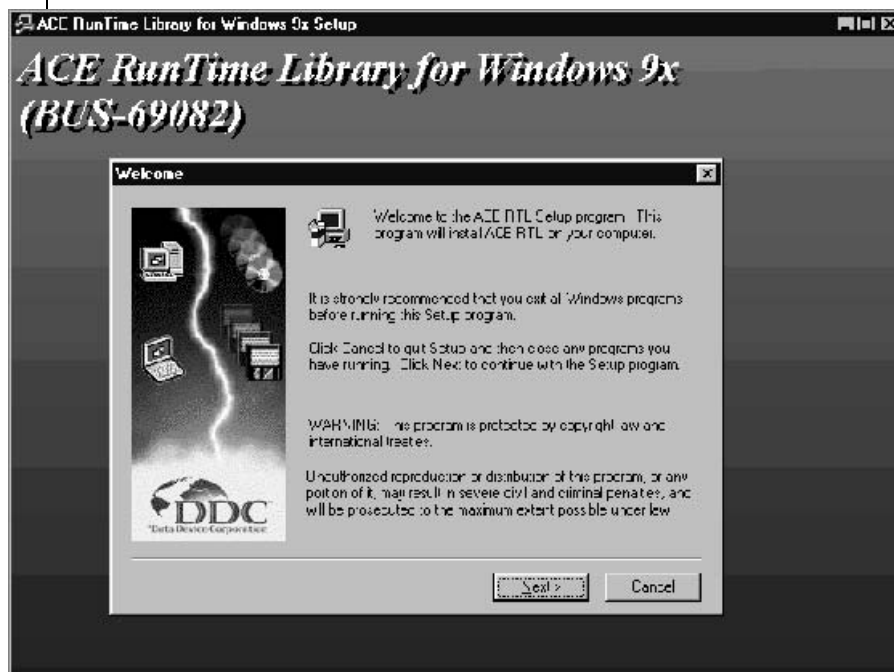 ACE RunTime Library for Windows 9x Setup
ACE RunTime Library for Windows 9x
(BUS-69082)
Welcome
Welcome to the ACE RTL Setup program. This
program will install ACE RTL on your computer.
It is strongly recommended that you exit all Windows programs
before running this Setup program.
Click Cancel to quit Setup and then close any programs you
have running. Click Next to continue with the Setup program.
WARNING: This program is protected by copyright law and
international treaties.
Unauthorized reproduction or distribution of this program, or any
portion of it, may result in severe civil and criminal penalties, and
will be prosecuted to the maximum extent possible under law.
DDC
Data Device Corporation
Next >
Cancel